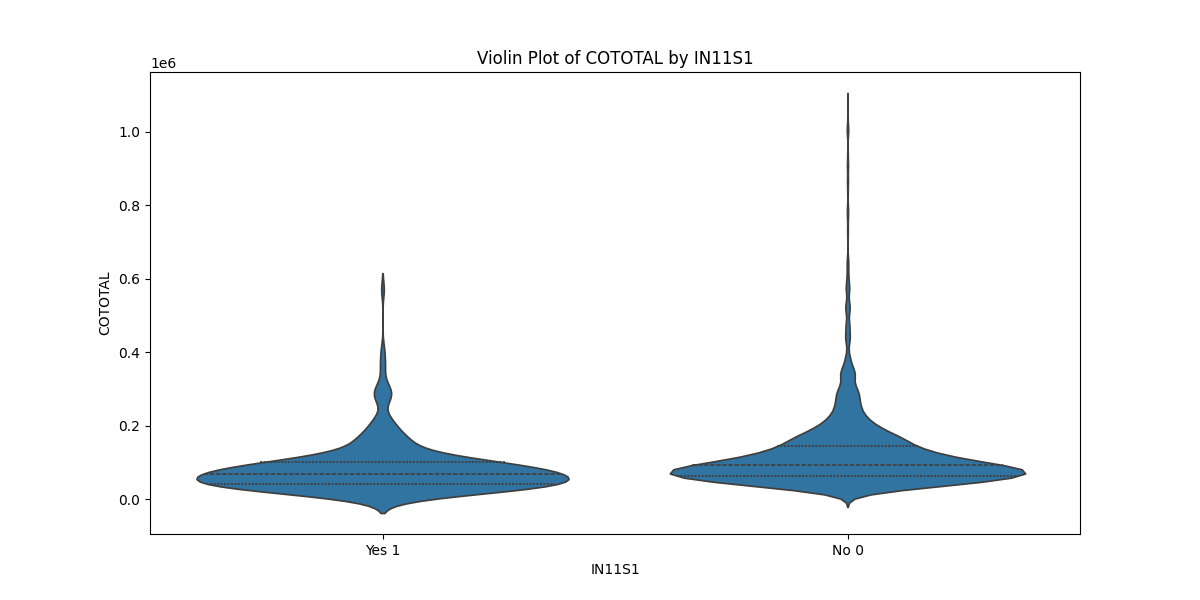 Violin Plot of COTOTAL by IN11S1
1e6
1.0
0.8
0.6
0.4
0.2
0.0
COTOTAL
Yes 1
No 0
IN11S1